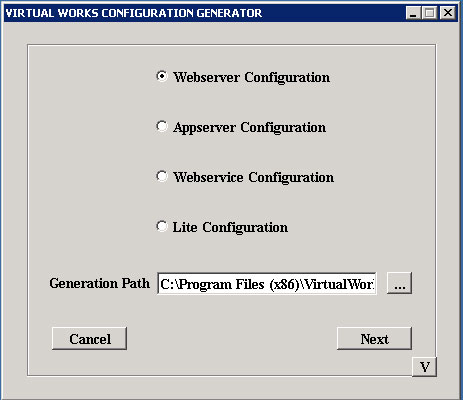 VIRTUAL WORKS CONFIGURATION GENERATOR
Webserver Configuration
Appserver Configuration
Webservice Configuration
Lite Configuration
Generation Path C:\Program Files (x86)\VirtualWor ...
Cancel Next
V